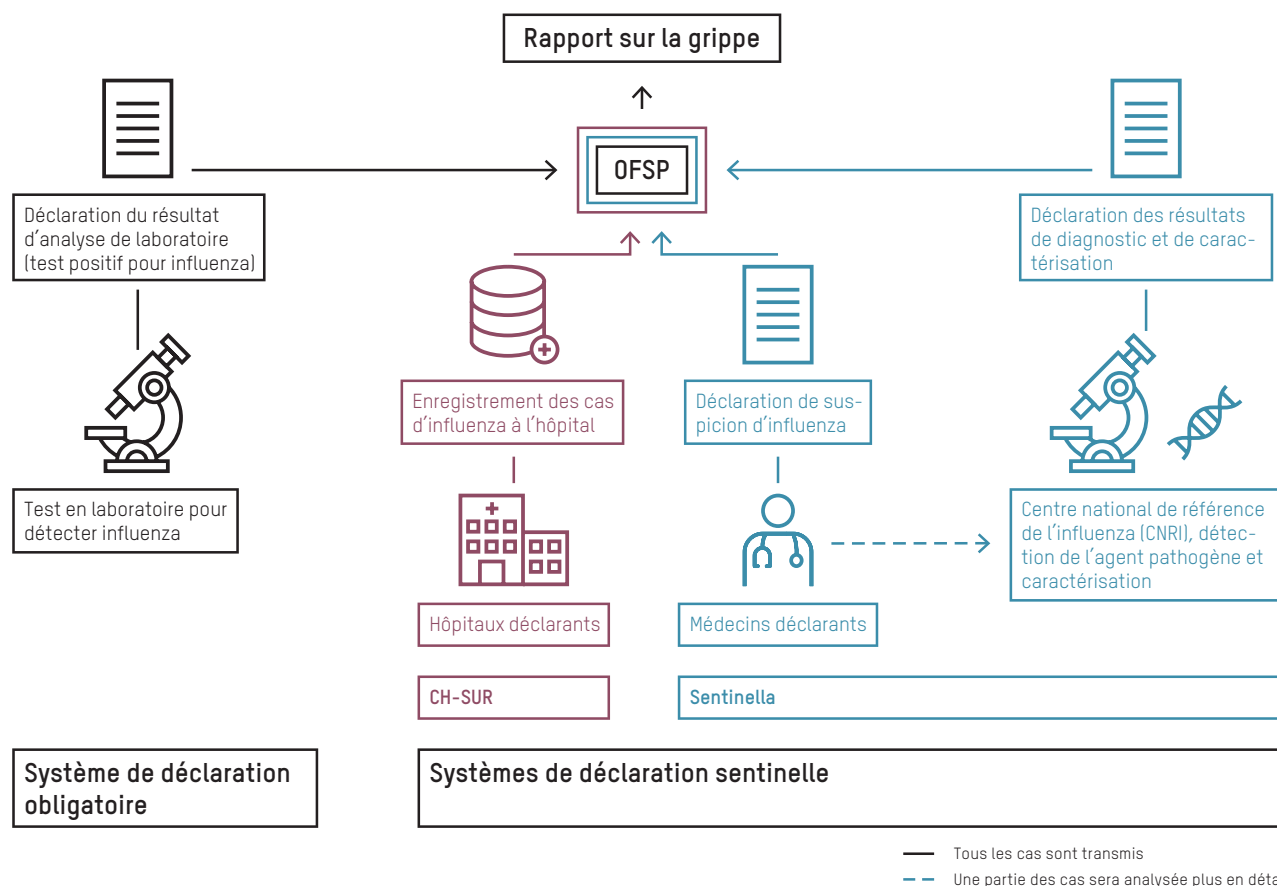 Rapport sur la grippe
OFSP
Déclaration du résultat
d'analyse de laboratoire
(test positif pour influenza)
Déclaration des résultats
de diagnostic et de carac-
térisation
Enregistrement des cas
d'influenza à l'hôpital
Déclaration de sus-
picion d'influenza
Test en laboratoire pour
détecter influenza
Centre national de référence
de l'influenza (CNRI), détec-
tion de l'agent pathogène et
caractérisation
Hôpitaux déclarants
Médecins déclarants
CH-SUR
Sentinella
Système de déclaration
obligatoire
Systèmes de déclaration sentinelle
Tous les cas sont transmis
Une partie des cas sera analysée plus en